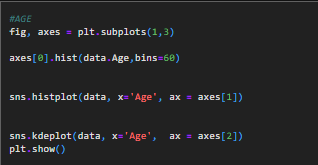 #AGE
fig, axes = plt.subplots(1,3)
axes[0].hist(data.Age,bins=60)
sns.histplot(data, x='Age', ax = axes[1])
sns.kdeplot(data, x='Age',  ax = axes[2])
plt.show()